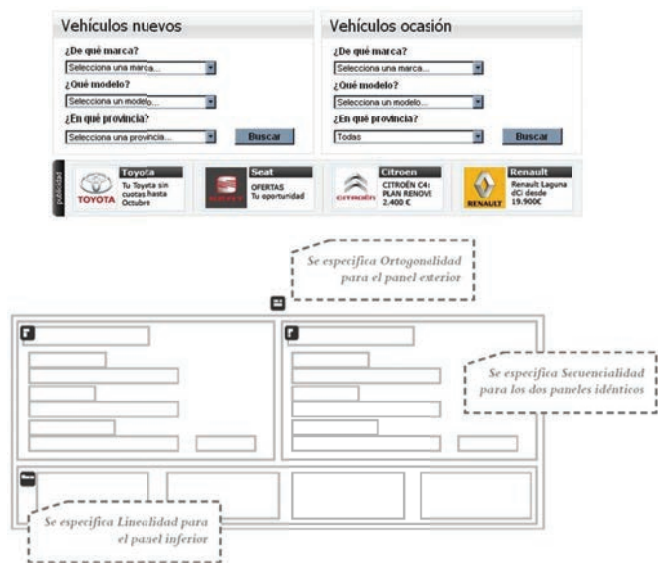 Vehículos nuevos
¿De qué marca?
Selecciona una marca...
¿Qué modelo?
Selecciona un modelo...
¿En qué provincia?
Selecciona una provincia...
Buscar
Vehículos ocasión
¿De qué marca?
Selecciona una marca...
¿Qué modelo?
Selecciona un modelo...
¿En qué provincia?
Todas
Buscar
publicidad
TOYOTA
Toyota
Tu Toyota sin
cuotas hasta
Octubre
Seat
OFERTAS
Tu oportunidad
CITROËN
Citroen
CITROËN C4:
PLAN RENOVE
2.400 €
RENAULT
Renault
Renault Laguna
dCi desde
19.900€
Se especifica Ortogonalidad
para el panel exterior
Se especifica Secuencialidad
para los dos paneles idénticos
Se especifica Linealidad para
el panel inferior